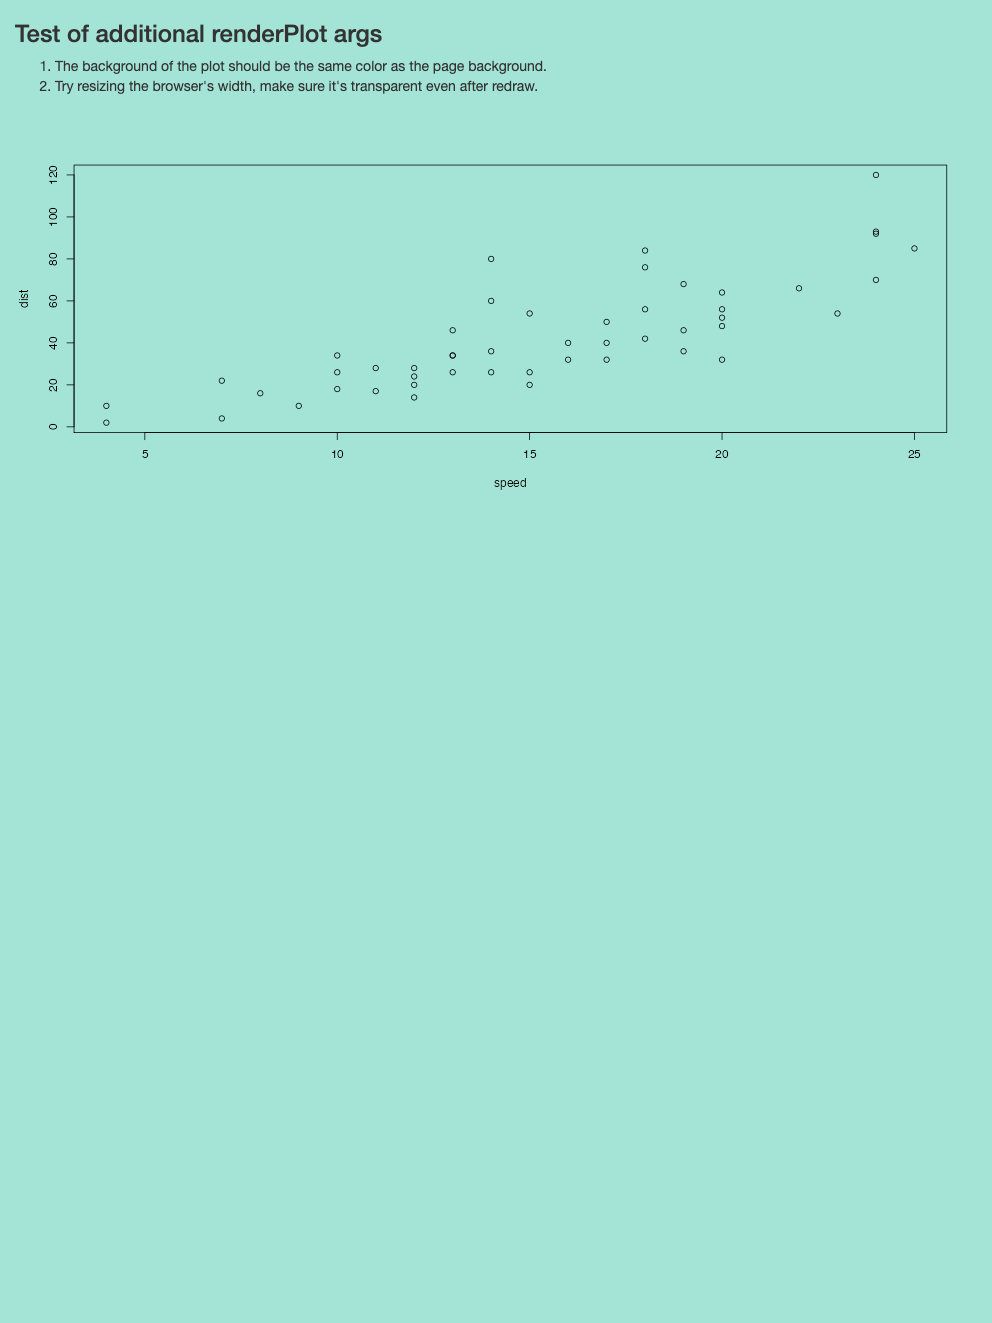 Test of additional renderPlot args
1. The background of the plot should be the same color as the page background.
2. Try resizing the browser's width, make sure it's transparent even after redraw.
120
100
80
60
40
20
0
dist
5 10 15 20 25
speed